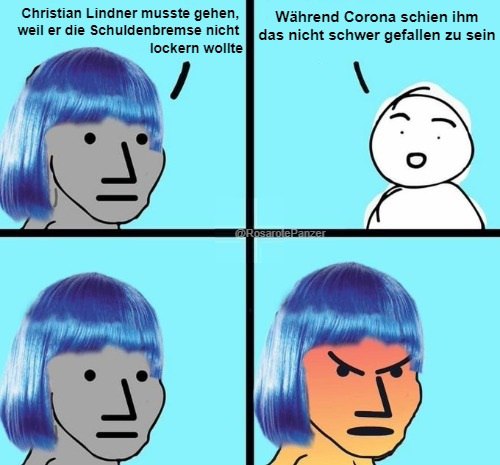 Christian Lindner musste gehen,
weil er die Schuldenbremse nicht
lockern wollte
Während Corona schien ihm
das nicht schwer gefallen zu sein
@RosarotePanzer